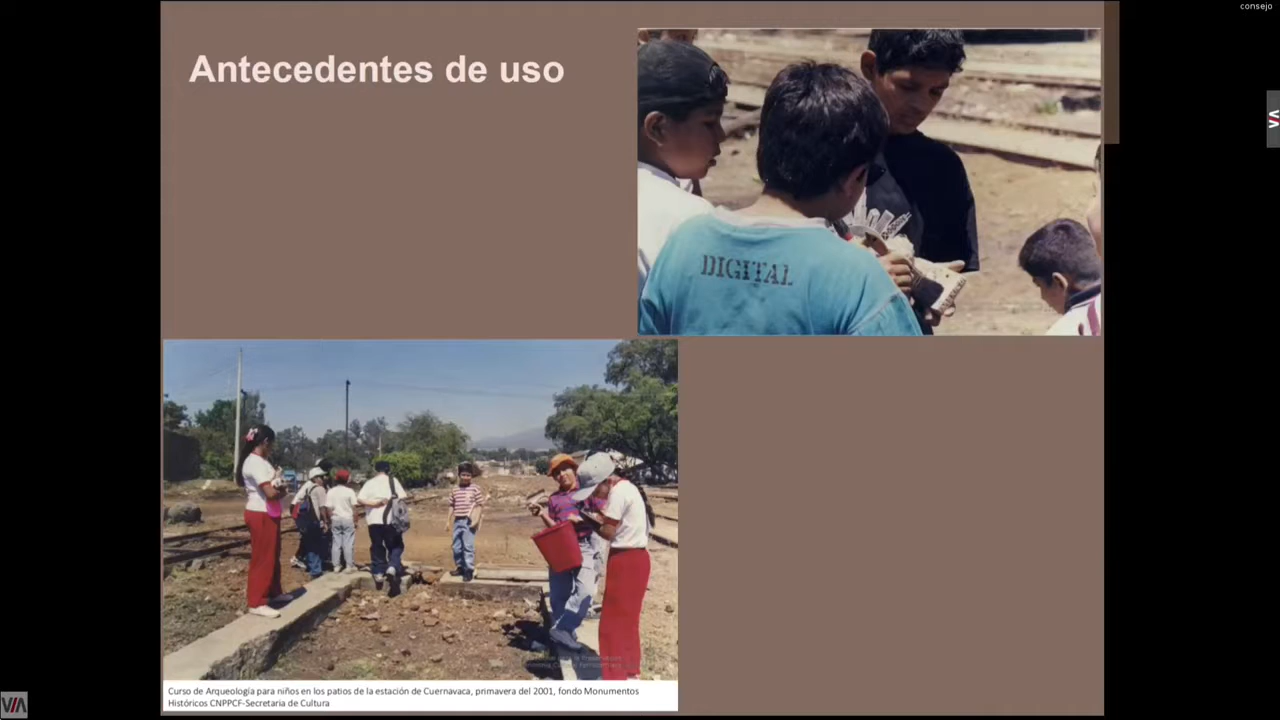 consejo
Antecedentes de uso
DIGITAL
Curso de Arqueología para niños en los patios de la estación de Cuernavaca, primavera del 2001, fondo Monumentos
Históricos CNPPCF-Secretaria de Cultura